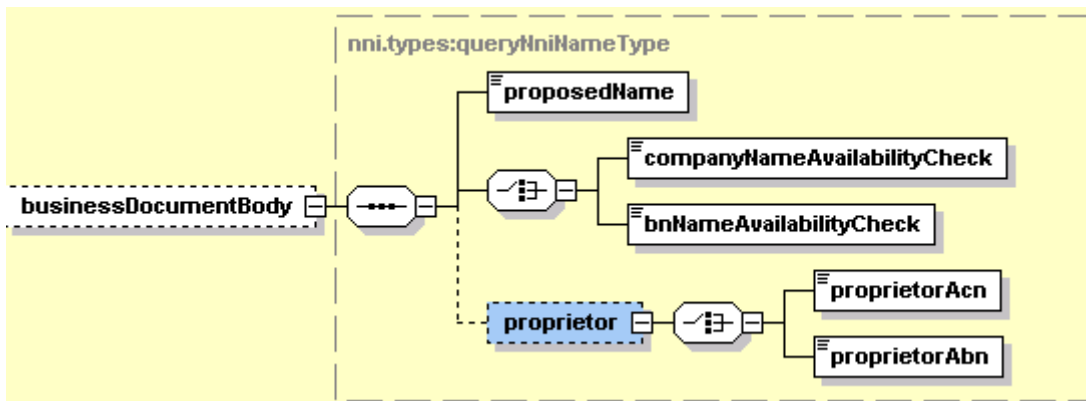 nni.types:queryNniNameType
proposedName
companyNameAvailabilityCheck
businessDocumentBody
bnNameAvailabilityCheck
proprietorAcn
proprietor
proprietorAbn